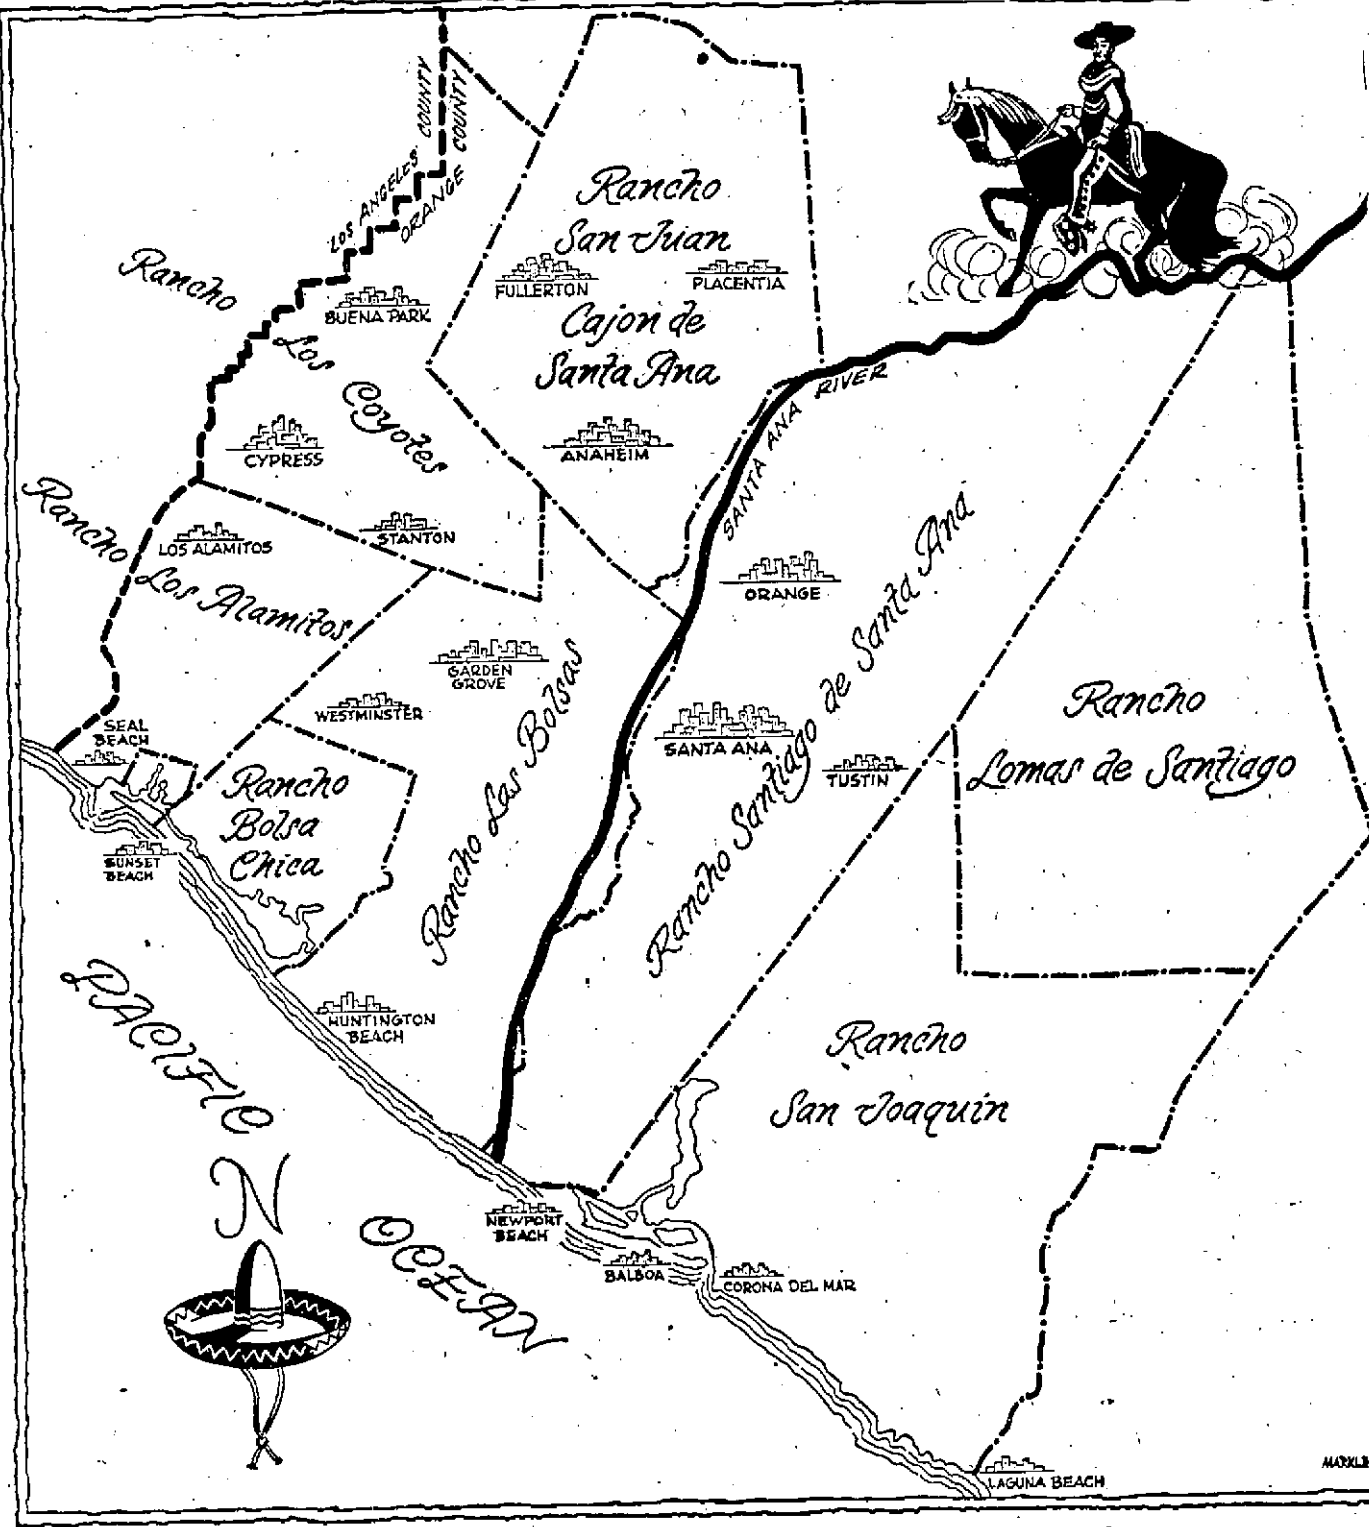 LOS ANGELES COUNTY
ORANGE COUNTY
Rancho
San Juan
FULLERTON
PLACENTIA
Cajon de
Santa Ana
ANAHEIM
Rancho
Los Coyotes
BUENA PARK
CYPRESS
STANTON
SANTA ANA RIVER
Rancho
Los Alamitos
LOS ALAMITOS
ORANGE
GARDEN
GROVE
WESTMINSTER
SEAL
BEACH
SANTA ANA
TUSTIN
Rancho Santiago de Santa Ana
Rancho
Lomas de Santiago
Rancho Las Bolsas
Rancho
Bolsa
Chica
SUNSET
BEACH
HUNTINGTON
BEACH
Rancho
San Joaquin
PACIFIC
OCEAN
N
NEWPORT
BEACH
BALBOA
CORONA DEL MAR
LAGUNA BEACH